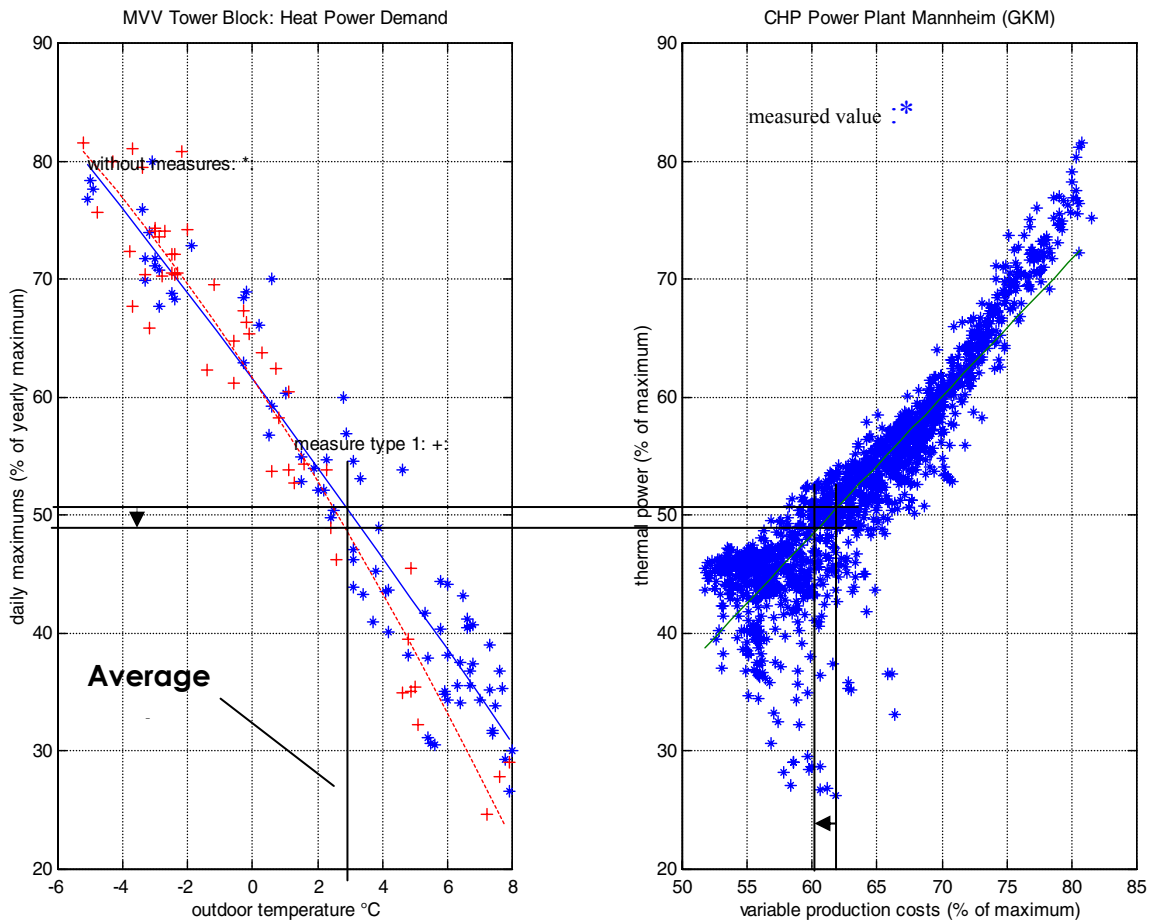 MVV Tower Block: Heat Power Demand
daily maximums (% of yearly maximum)
90
80
70
60
50
40
30
20
without measures: *:
measure type 1: +:
Average
-6 -4 -2 0 2 4 6 8
outdoor temperature °C
CHP Power Plant Mannheim (GKM)
thermal power (% of maximum)
90
80
70
60
50
40
30
20
measured value :*
50 55 60 65 70 75 80 85
variable production costs (% of maximum)